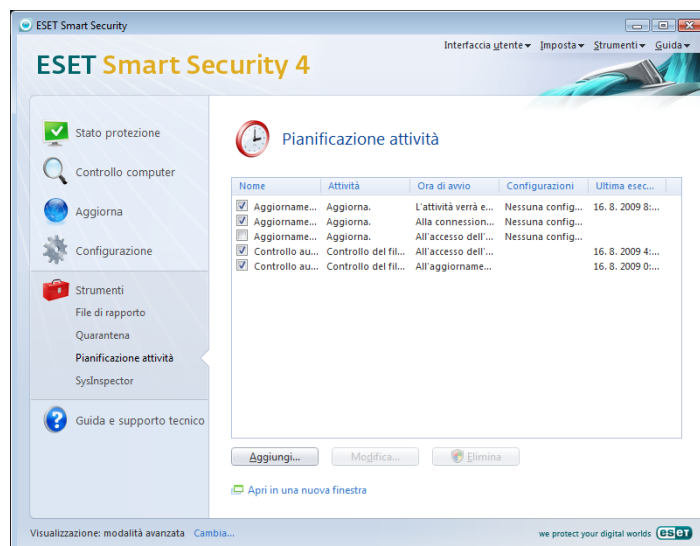 ESET Smart Security
Interfaccia utente Imposta Strumenti Guida
ESET Smart Security 4
Stato protezione
Controllo computer
Aggiorna
Configurazione
Strumenti
File di rapporto
Quarantena
Pianificazione attività
SysInspector
Guida e supporto tecnico
Pianificazione attività
Nome Attività Ora di avvio Configurazioni Ultima esec...
Aggiorname... Aggiorna. L'attività verrà e... Nessuna config... 16. 8. 2009 8:...
Aggiorname... Aggiorna. Alla connession... Nessuna config...
Aggiorname... Aggiorna. All'accesso dell'... Nessuna config...
Controllo au... Controllo del fil... All'accesso dell'... 16. 8. 2009 4:...
Controllo au... Controllo del fil... All'aggiorname... 16. 8. 2009 0:...
Aggiungi... Modifica... Elimina
Apri in una nuova finestra
Visualizzazione: modalità avanzata Cambia...
we protect your digital worlds eset